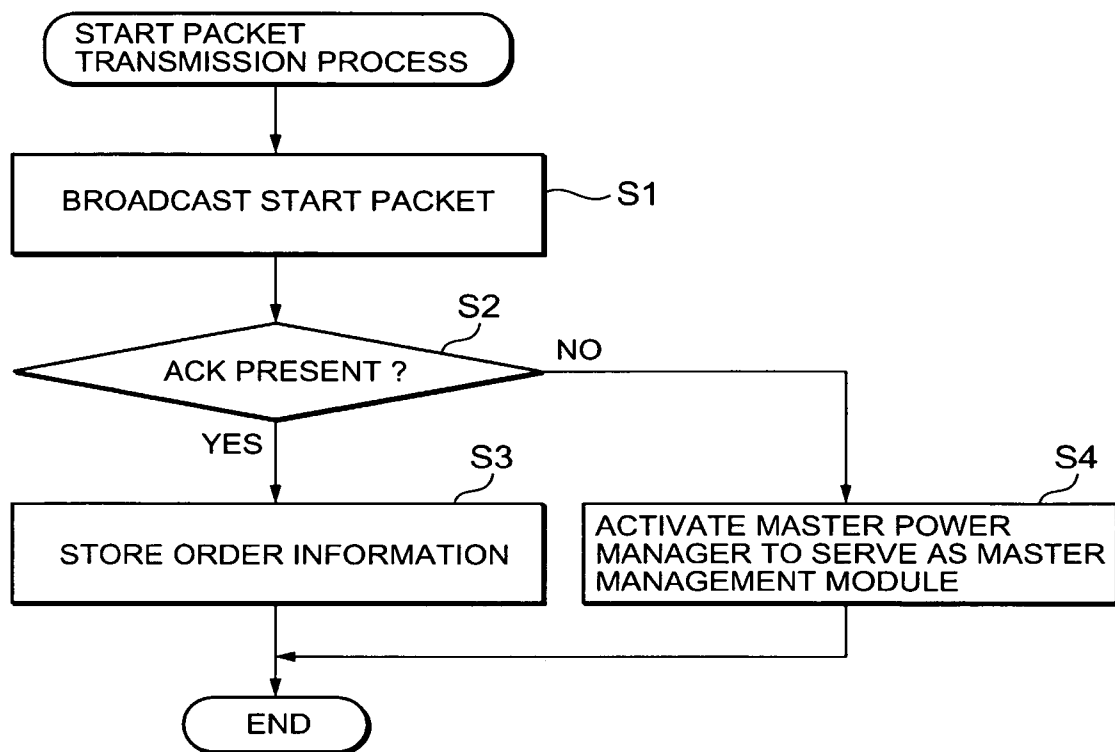 START PACKET
TRANSMISSION PROCESS
BROADCAST START PACKET
S1
S2
ACK PRESENT ?
NO
YES
S3
STORE ORDER INFORMATION
S4
ACTIVATE MASTER POWER
MANAGER TO SERVE AS MASTER
MANAGEMENT MODULE
END